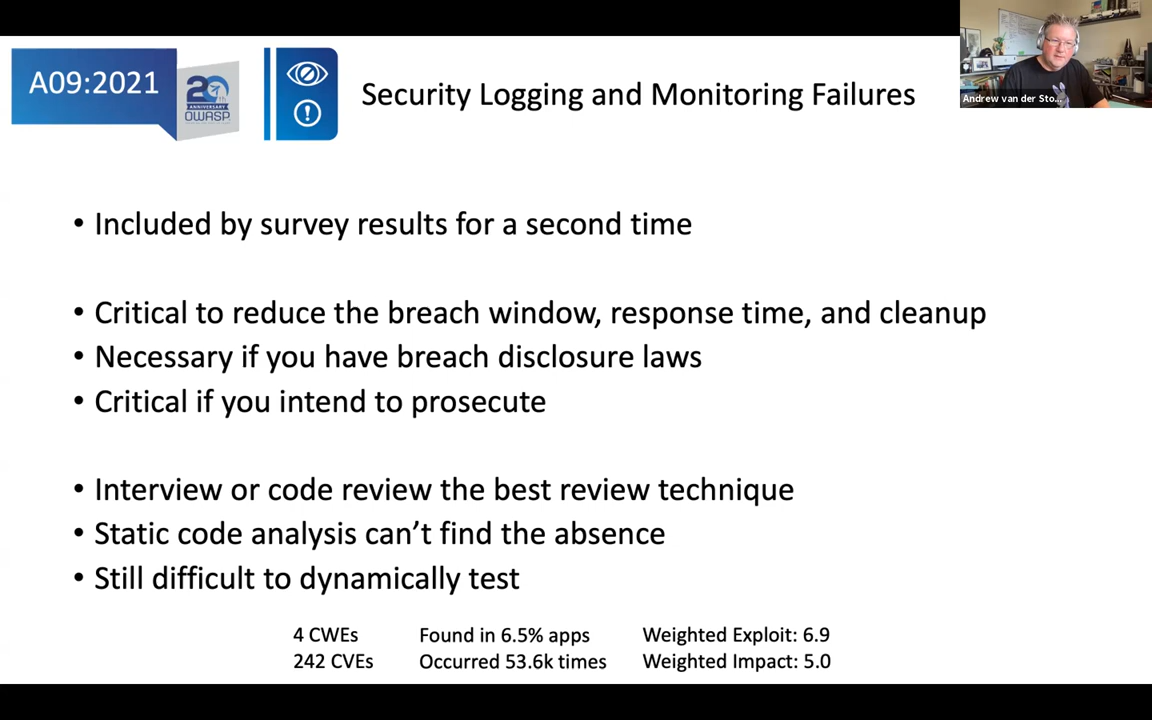 A09:2021
20
ANNIVERSARY
OWASP
Security Logging and Monitoring Failures
Andrew van der Sto...
• Included by survey results for a second time
• Critical to reduce the breach window, response time, and cleanup
• Necessary if you have breach disclosure laws
• Critical if you intend to prosecute
• Interview or code review the best review technique
• Static code analysis can’t find the absence
• Still difficult to dynamically test
4 CWEs Found in 6.5% apps Weighted Exploit: 6.9
242 CVEs Occurred 53.6k times Weighted Impact: 5.0